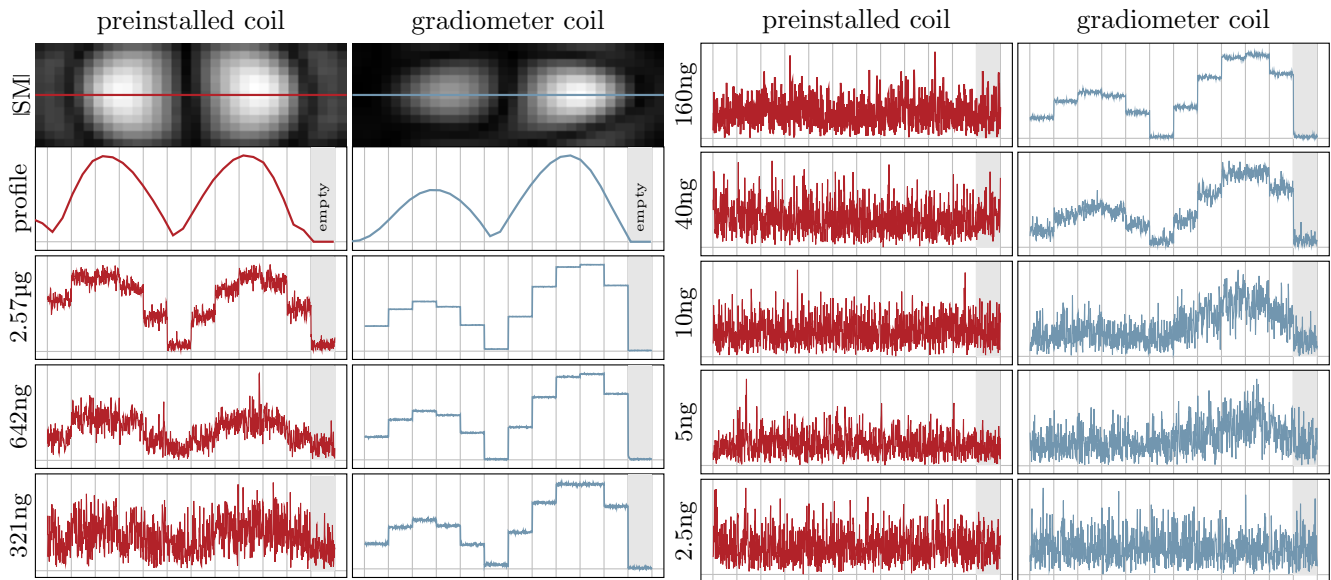 preinstalled coil
gradiometer coil
preinstalled coil
gradiometer coil
|SM|
profile
empty
empty
2.57µg
642ng
321ng
160ng
40ng
10ng
5ng
2.5ng